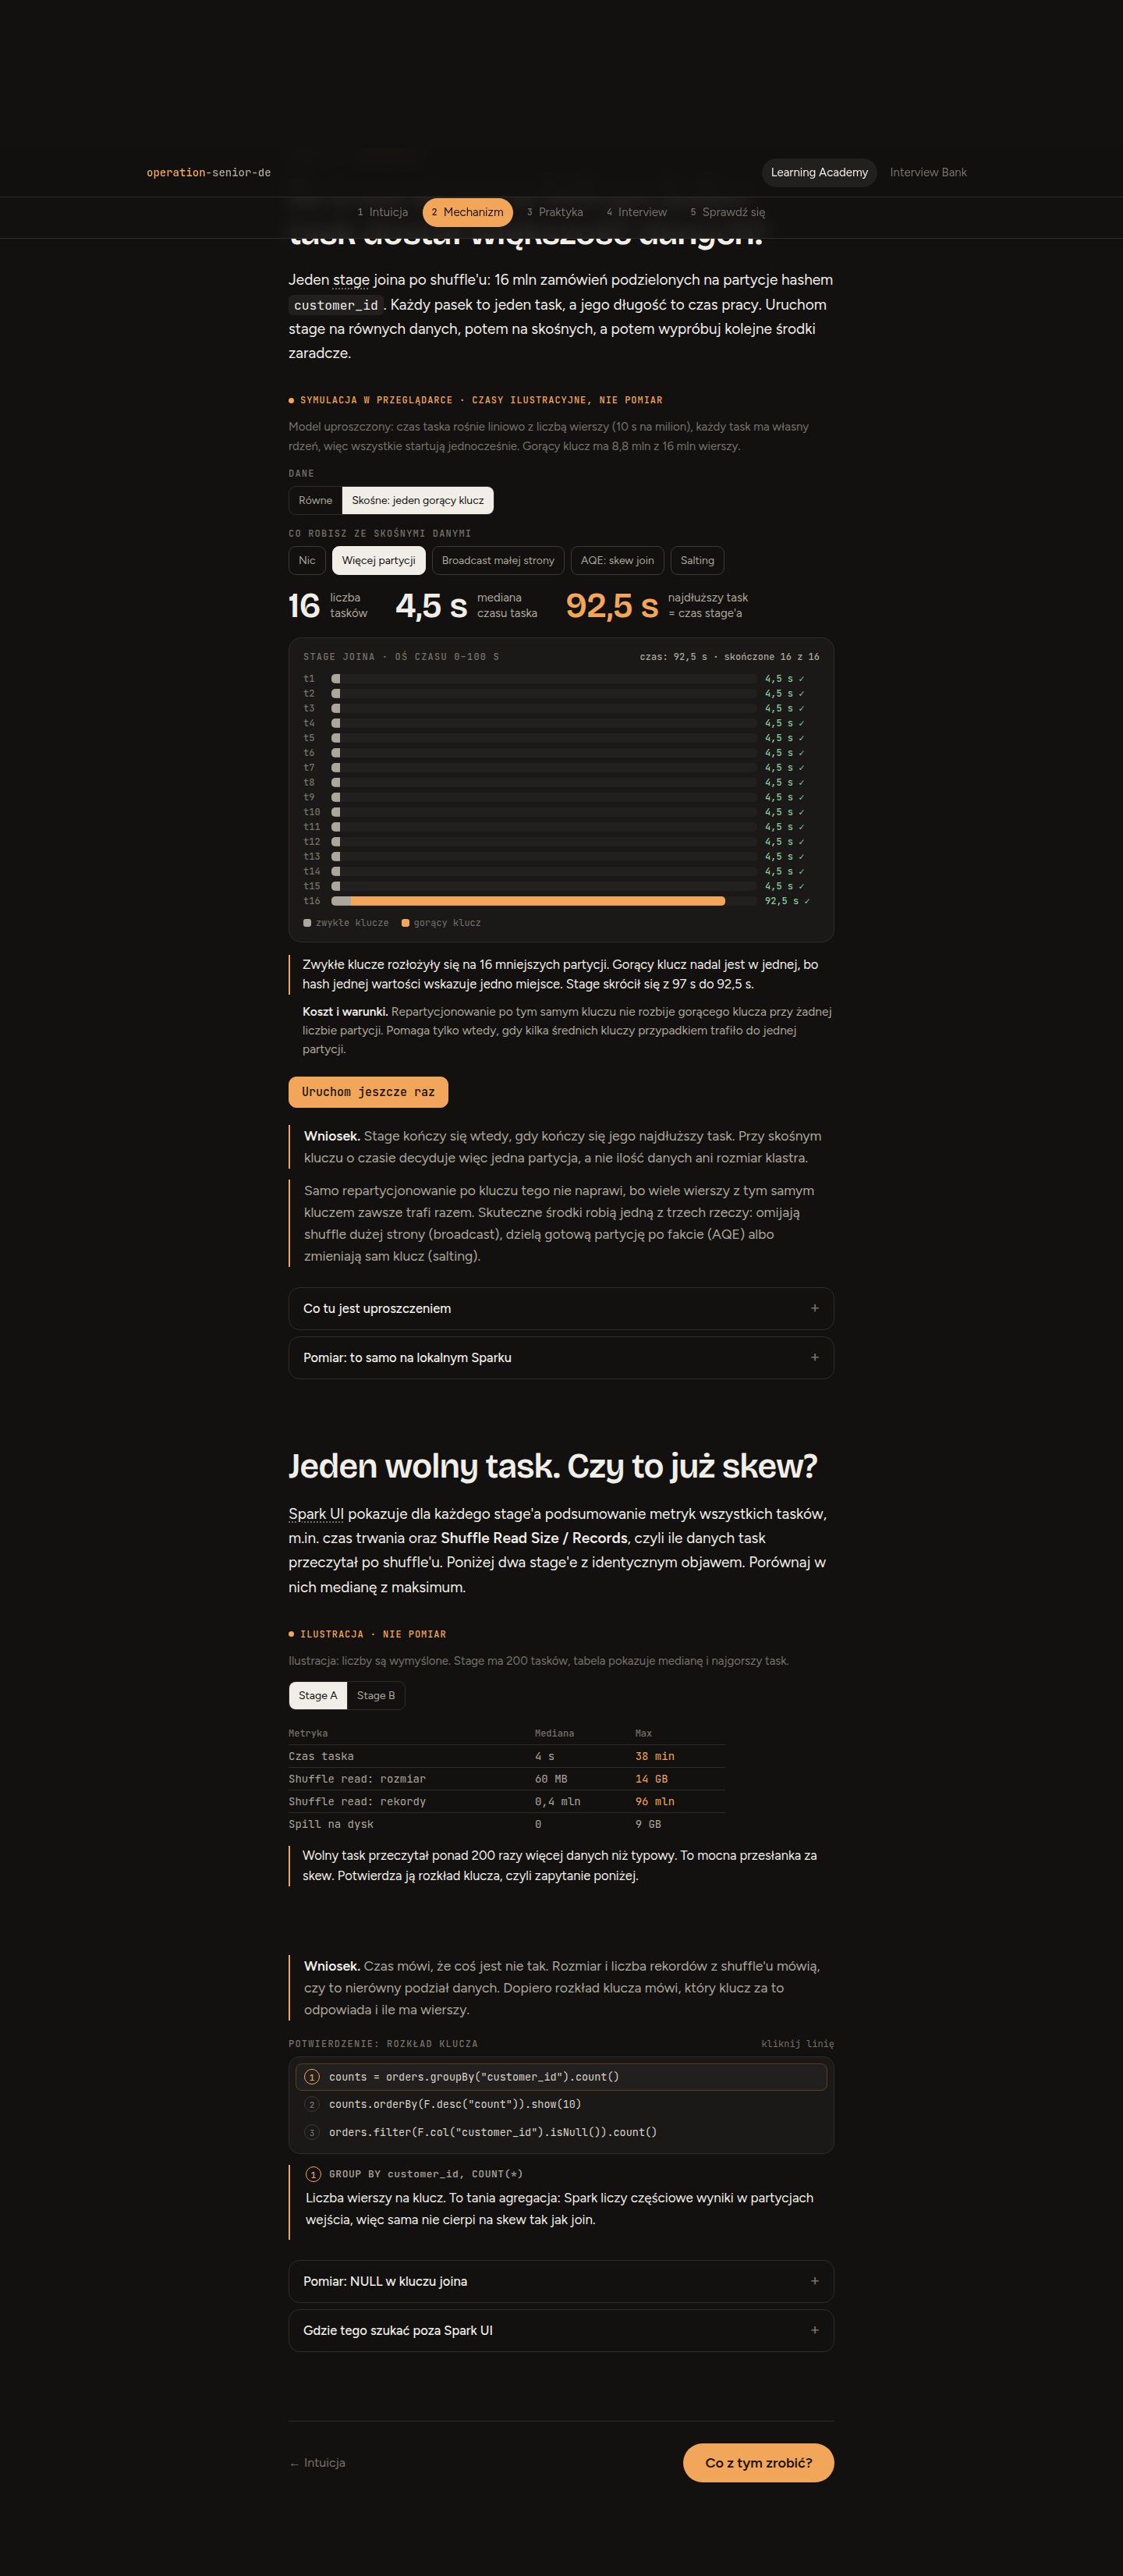 operation-senior-de
Learning Academy
Interview Bank
1 Intuicja
2 Mechanizm
3 Praktyka
4 Interview
5 Sprawdź się
task dostał większość danych?
Jeden stage joina po shuffle'u: 16 mln zamówień podzielonych na partycje hashem
customer_id. Każdy pasek to jeden task, a jego długość to czas pracy. Uruchom
stage na równych danych, potem na skośnych, a potem wypróbuj kolejne środki
zaradcze.
SYMULACJA W PRZEGLĄDARCE · CZASY ILUSTRACYJNE, NIE POMIAR
Model uproszczony: czas taska rośnie liniowo z liczbą wierszy (10 s na milion), każdy task ma własny
rdzeń, więc wszystkie startują jednocześnie. Gorący klucz ma 8,8 mln z 16 mln wierszy.
DANE
Równe
Skośne: jeden gorący klucz
CO ROBISZ ZE SKOŚNYMI DANYMI
Nic
Więcej partycji
Broadcast małej strony
AQE: skew join
Salting
16 liczba tasków
4,5 s mediana czasu taska
92,5 s najdłuższy task = czas stage'a
STAGE JOINA · OŚ CZASU 0–100 S
czas: 92,5 s · skończone 16 z 16
t1 4,5 s ✓
t2 4,5 s ✓
t3 4,5 s ✓
t4 4,5 s ✓
t5 4,5 s ✓
t6 4,5 s ✓
t7 4,5 s ✓
t8 4,5 s ✓
t9 4,5 s ✓
t10 4,5 s ✓
t11 4,5 s ✓
t12 4,5 s ✓
t13 4,5 s ✓
t14 4,5 s ✓
t15 4,5 s ✓
t16 92,5 s ✓
zwykłe klucze
gorący klucz
Zwykłe klucze rozłożyły się na 16 mniejszych partycji. Gorący klucz nadal jest w jednej, bo
hash jednej wartości wskazuje jedno miejsce. Stage skrócił się z 97 s do 92,5 s.
Koszt i warunki. Repartycjonowanie po tym samym kluczu nie rozbije gorącego klucza przy żadnej
liczbie partycji. Pomaga tylko wtedy, gdy kilka średnich kluczy przypadkiem trafiło do jednej
partycji.
Uruchom jeszcze raz
Wniosek. Stage kończy się wtedy, gdy kończy się jego najdłuższy task. Przy skośnym
kluczu o czasie decyduje więc jedna partycja, a nie ilość danych ani rozmiar klastra.
Samo repartycjonowanie po kluczu tego nie naprawi, bo wiele wierszy z tym samym
kluczem zawsze trafi razem. Skuteczne środki robią jedną z trzech rzeczy: omijają
shuffle dużej strony (broadcast), dzielą gotową partycję po fakcie (AQE) albo
zmieniają sam klucz (salting).
Co tu jest uproszczeniem +
Pomiar: to samo na lokalnym Sparku +
Jeden wolny task. Czy to już skew?
Spark UI pokazuje dla każdego stage'a podsumowanie metryk wszystkich tasków,
m.in. czas trwania oraz Shuffle Read Size / Records, czyli ile danych task
przeczytał po shuffle'u. Poniżej dwa stage'e z identycznym objawem. Porównaj w
nich medianę z maksimum.
ILUSTRACJA · NIE POMIAR
Ilustracja: liczby są wymyślone. Stage ma 200 tasków, tabela pokazuje medianę i najgorszy task.
Stage A
Stage B
Metryka Mediana Max
Czas taska 4 s 38 min
Shuffle read: rozmiar 60 MB 14 GB
Shuffle read: rekordy 0,4 mln 96 mln
Spill na dysk 0 9 GB
Wolny task przeczytał ponad 200 razy więcej danych niż typowy. To mocna przesłanka za
skew. Potwierdza ją rozkład klucza, czyli zapytanie poniżej.
Wniosek. Czas mówi, że coś jest nie tak. Rozmiar i liczba rekordów z shuffle'u mówią,
czy to nierówny podział danych. Dopiero rozkład klucza mówi, który klucz za to
odpowiada i ile ma wierszy.
POTWIERDZENIE: ROZKŁAD KLUCZA
kliknij linię
1 counts = orders.groupBy("customer_id").count()
2 counts.orderBy(F.desc("count")).show(10)
3 orders.filter(F.col("customer_id").isNull()).count()
1 GROUP BY customer_id, COUNT(*)
Liczba wierszy na klucz. To tania agregacja: Spark liczy częściowe wyniki w partycjach
wejścia, więc sama nie cierpi na skew tak jak join.
Pomiar: NULL w kluczu joina +
Gdzie tego szukać poza Spark UI +
← Intuicja
Co z tym zrobić?